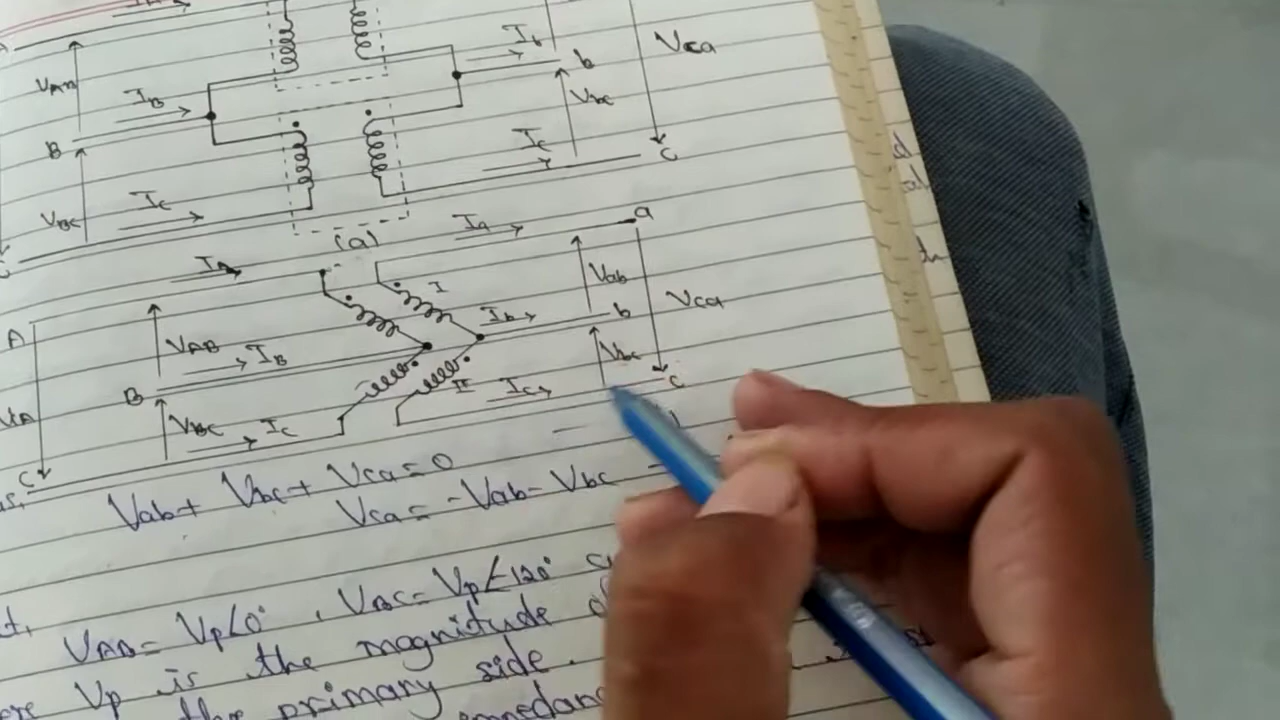 Ib
b
Vca
VAB
IB
B
Vbc
Ic
c
VBC
IC
(a)
Ia
a
IA
I
Vab
A
VAB
IB
Ib
b
Vca
B
Vbc
II
Ic
c
VBC
IC
C
Vab + Vbc + Vca = 0
Vca = -Vab - Vbc
VAB = Vp∠0°, VBC = Vp∠-120°
Vp is the magnitude
the primary side.